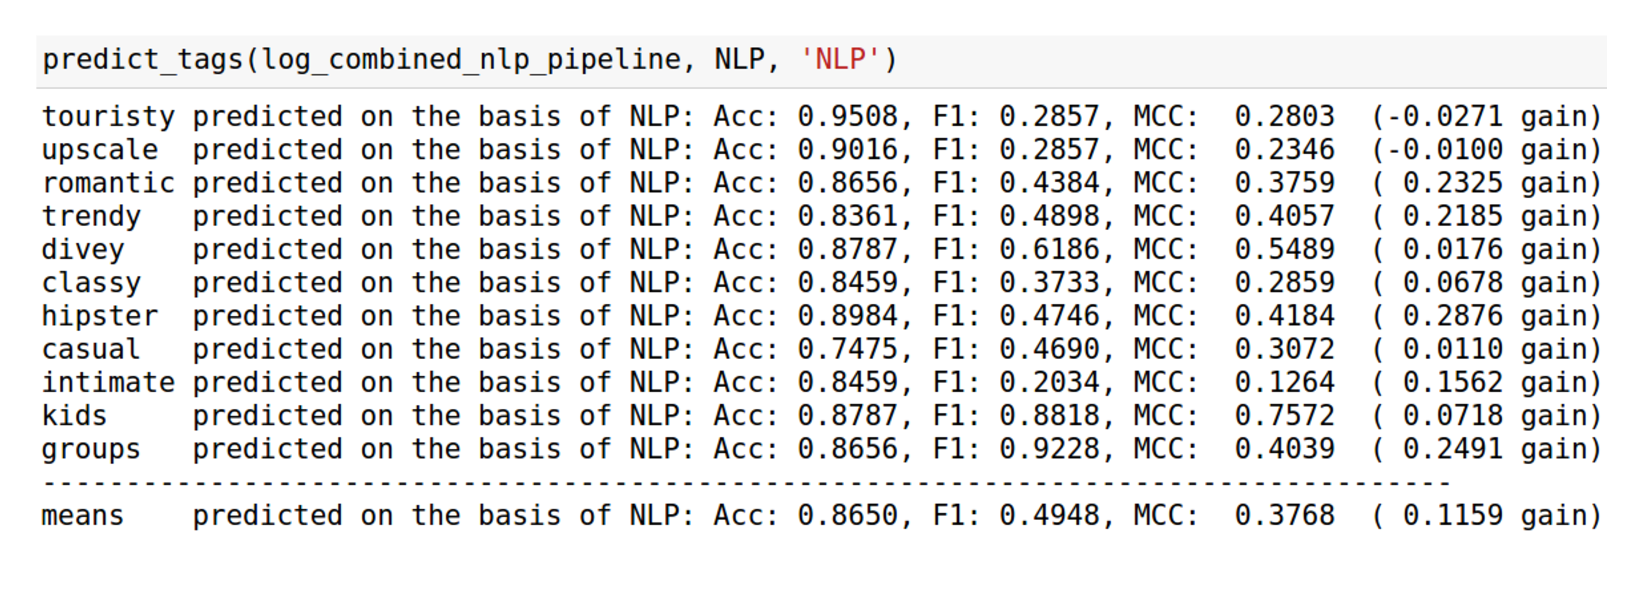 predict_tags(log_combined_nlp_pipeline, NLP, 'NLP')
touristy predicted on the basis of NLP: Acc: 0.9508, F1: 0.2857, MCC:  0.2803  (-0.0271 gain)
upscale  predicted on the basis of NLP: Acc: 0.9016, F1: 0.2857, MCC:  0.2346  (-0.0100 gain)
romantic predicted on the basis of NLP: Acc: 0.8656, F1: 0.4384, MCC:  0.3759  ( 0.2325 gain)
trendy   predicted on the basis of NLP: Acc: 0.8361, F1: 0.4898, MCC:  0.4057  ( 0.2185 gain)
divey    predicted on the basis of NLP: Acc: 0.8787, F1: 0.6186, MCC:  0.5489  ( 0.0176 gain)
classy   predicted on the basis of NLP: Acc: 0.8459, F1: 0.3733, MCC:  0.2859  ( 0.0678 gain)
hipster  predicted on the basis of NLP: Acc: 0.8984, F1: 0.4746, MCC:  0.4184  ( 0.2876 gain)
casual   predicted on the basis of NLP: Acc: 0.7475, F1: 0.4690, MCC:  0.3072  ( 0.0110 gain)
intimate predicted on the basis of NLP: Acc: 0.8459, F1: 0.2034, MCC:  0.1264  ( 0.1562 gain)
kids     predicted on the basis of NLP: Acc: 0.8787, F1: 0.8818, MCC:  0.7572  ( 0.0718 gain)
groups   predicted on the basis of NLP: Acc: 0.8656, F1: 0.9228, MCC:  0.4039  ( 0.2491 gain)
------------------------------------------------------------------------------------
means    predicted on the basis of NLP: Acc: 0.8650, F1: 0.4948, MCC:  0.3768  ( 0.1159 gain)